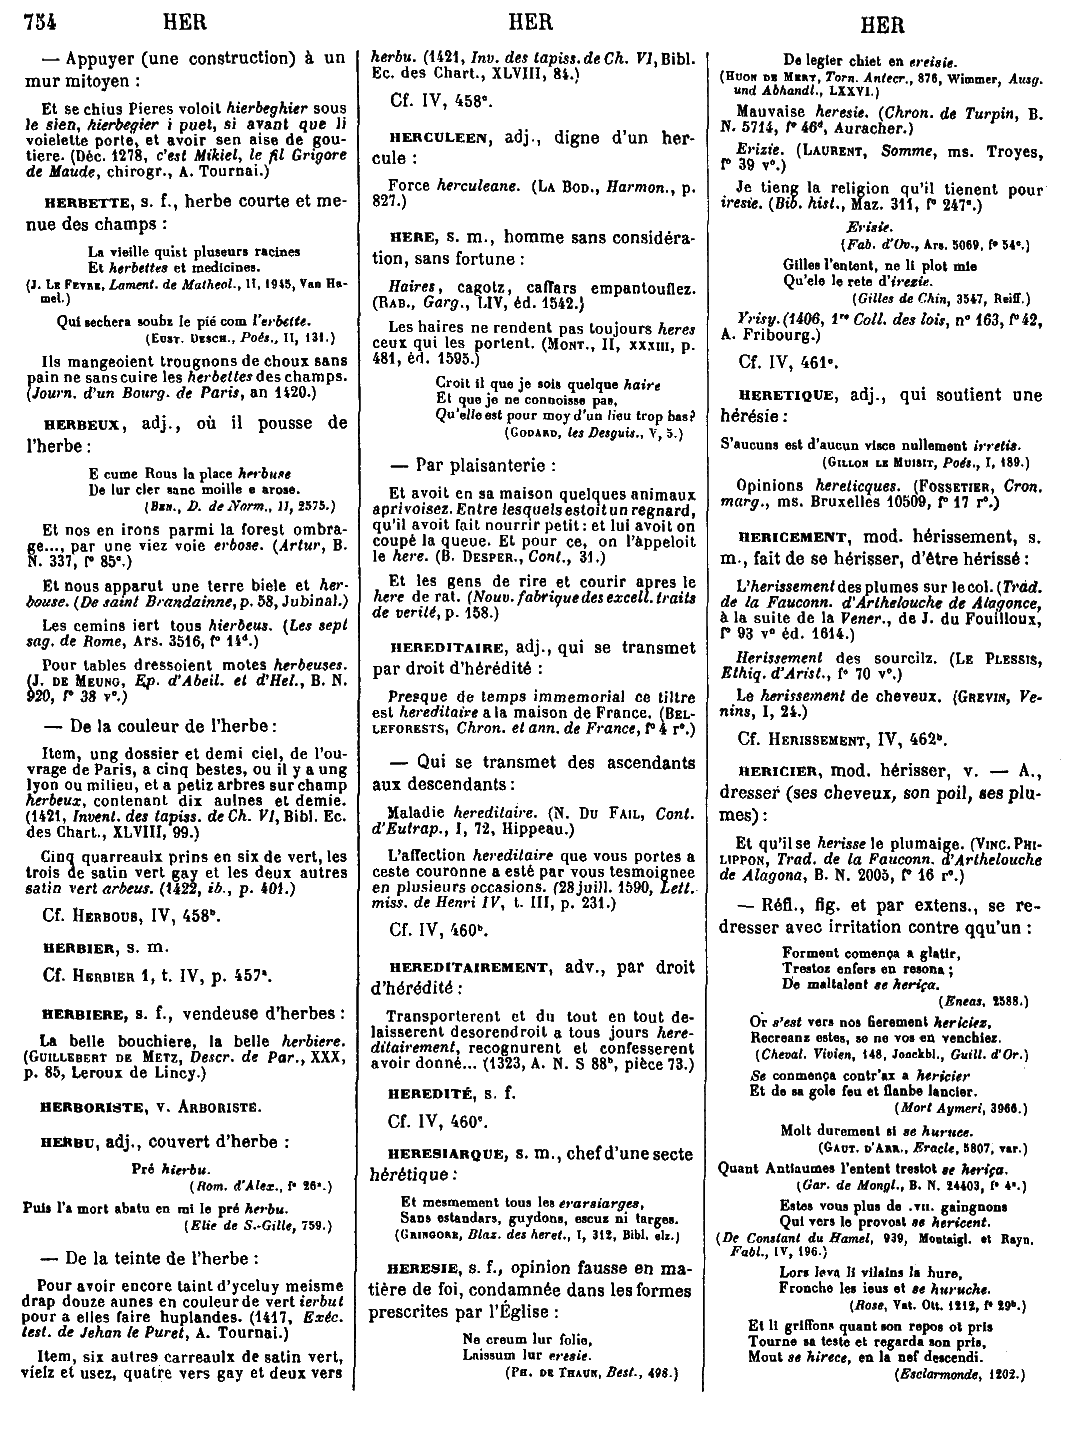 754 HER HER HER
— Appuyer (une construction) à un
mur mitoyen :
Et se chius Pieres voloit hierbeghier sous
le sien, hierbegier i puet, si avant que li
voielette porte, et avoir sen aise de gou-
tiere. (Déc. 1278, c'est Mikiel, le fil Grigore
de Maude, chirogr., A. Tournai.)
HERBETTE, s. f., herbe courte et me-
nue des champs :
La vieille quist pluseurs racines
Et herbettes et medicines.
(J. LE FEVRE, Lament. de Matheol., II, 1945, Van Ha-
mel.)
Qui sechera soubz le pié com l'erbette.
(EUST. DESCH., Poés., II, 131.)
Ils mangeoient trougnons de choux sans
pain ne sans cuire les herbettes des champs.
(Journ. d'un Bourg. de Paris, an 1420.)
HERBEUX, adj., où il pousse de
l'herbe :
E cume Rous la place herbuse
De lur cler sanc moille e arose.
(BEN., D. de Norm., II, 2575.)
Et nos en irons parmi la forest ombra-
ge..., par une viez voie erbose. (Artur, B.
N. 337, f° 85ᵃ.)
Et nous apparut une terre biele et her-
bouse. (De saint Brandainne, p. 58, Jubinal.)
Les cemins iert tous hierbeus. (Les sept
sag. de Rome, Ars. 3516, f° 14ᵈ.)
Pour tables dressoient motes herbeuses.
(J. DE MEUNG, Ep. d'Abeil. et d'Hel., B. N.
920, f° 38 v°.)
— De la couleur de l'herbe :
Item, ung dossier et demi ciel, de l'ou-
vrage de Paris, a cinq bestes, ou il y a ung
lyon ou milieu, et a petiz arbres sur champ
herbeux, contenant dix aulnes et demie.
(1421, Invent. des tapiss. de Ch. VI, Bibl. Ec.
des Chart., XLVIII, 99.)
Cinq quarreaulx prins en six de vert, les
trois de satin vert gay et les deux autres
satin vert arbeus. (1422, ib., p. 401.)
Cf. HERBOUS, IV, 458ᵇ.
HERBIER, s. m.
Cf. HERBIER 1, t. IV, p. 457ᵃ.
HERBIERE, s. f., vendeuse d'herbes :
La belle bouchiere, la belle herbiere.
(GUILLEBERT DE METZ, Descr. de Par., XXX,
p. 85, Leroux de Lincy.)
HERBORISTE, v. ARBORISTE.
HERBU, adj., couvert d'herbe :
Pré hierbu.
(Rom. d'Alex., f° 26ᵃ.)
Puis l'a mort abatu en mi le pré herbu.
(Elie de S.-Gille, 759.)
— De la teinte de l'herbe :
Pour avoir encore taint d'yceluy meisme
drap douze aunes en couleur de vert ierbut
pour a elles faire huplandes. (1417, Exéc.
test. de Jehan le Puret, A. Tournai.)
Item, six autres carreaulx de satin vert,
vielz et usez, quatre vers gay et deux vers
herbu. (1421, Inv. des tapiss. de Ch. VI, Bibl.
Ec. des Chart., XLVIII, 84.)
Cf. IV, 458ᶜ.
HERCULEEN, adj., digne d'un her-
cule :
Force herculeane. (LA BOD., Harmon., p.
827.)
HERE, s. m., homme sans considéra-
tion, sans fortune :
Haires, cagotz, caffars empantouflez.
(RAB., Garg., LIV, éd. 1542.)
Les haires ne rendent pas toujours heres
ceux qui les portent. (MONT., II, XXXIII, p.
481, éd. 1595.)
Croit il que je sois quelque haire
Et que je ne connoisse pas,
Qu'elle est pour moy d'un lieu trop bas?
(GODARD, les Desguis., V, 5.)
— Par plaisanterie :
Et avoit en sa maison quelques animaux
aprivoisez. Entre lesquels estoit un regnard,
qu'il avoit fait nourrir petit : et lui avoit on
coupé la queue. Et pour ce, on l'appeloit
le here. (B. DESPER., Cont., 31.)
Et les gens de rire et courir apres le
here de rat. (Nouv. fabrique des excell. traits
de verité, p. 158.)
HEREDITAIRE, adj., qui se transmet
par droit d'hérédité :
Presque de temps immemorial ce tiltre
est hereditaire a la maison de France. (BEL-
LEFORESTS, Chron. et ann. de France, f° 4 r°.)
— Qui se transmet des ascendants
aux descendants :
Maladie hereditaire. (N. DU FAIL, Cont.
d'Eutrap., I, 72, Hippeau.)
L'affection hereditaire que vous portes a
ceste couronne a esté par vous tesmoignee
en plusieurs occasions. (28 juill. 1590, Lett.
miss. de Henri IV, t. III, p. 231.)
Cf. IV, 460ᵇ.
HEREDITAIREMENT, adv., par droit
d'hérédité :
Transporterent et du tout en tout de-
laisserent desorendroit a tous jours here-
ditairement, recognurent et confesserent
avoir donné... (1323, A. N. S 88ᵇ, pièce 73.)
HEREDITÉ, s. f.
Cf. IV, 460ᶜ.
HERESIARQUE, s. m., chef d'une secte
hérétique :
Et mesmement tous les erarsiarges,
Sans estandars, guydons, escuz ni targes.
(GRINGORE, Blaz. des heret., I, 312, Bibl. elz.)
HERESIE, s. f., opinion fausse en ma-
tière de foi, condamnée dans les formes
prescrites par l'Église :
Ne creum lur folie,
Laissum lur eresie.
(PH. DE THAUN, Best., 496.)
De legier chiet en ereisie.
(HUON DE MERY, Torn. Antecr., 876, Wimmer, Ausg.
und Abhandl., LXXVI.)
Mauvaise heresie. (Chron. de Turpin, B.
N. 5714, f° 46ᵈ, Auracher.)
Erizie. (LAURENT, Somme, ms. Troyes,
f° 39 v°.)
Je tieng la religion qu'il tienent pour
iresie. (Bib. hist., Maz. 311, f° 247ᵃ.)
Erisie.
(Fab. d'Ov., Ars. 5069, f° 54ᵃ.)
Gilles l'entent, ne li plot mie
Qu'ele le rete d'irezie.
(Gilles de Chin, 3547, Reiff.)
Yrisy. (1406, 1ʳᵉ Coll. des lois, n° 163, f° 42,
A. Fribourg.)
Cf. IV, 461ᵃ.
HERETIQUE, adj., qui soutient une
hérésie :
S'aucuns est d'aucun visce nullement irretis.
(GILLON LE MUISIT, Poés., I, 189.)
Opinions hereticques. (FOSSETIER, Cron.
marg., ms. Bruxelles 10509, f° 17 r°.)
HERICEMENT, mod. hérissement, s.
m., fait de se hérisser, d'être hérissé :
L'herissement des plumes sur le col. (Trad.
de la Fauconn. d'Arthelouche de Alagonce,
à la suite de la Vener., de J. du Fouilloux,
f° 93 v° éd. 1614.)
Herissement des sourcilz. (LE PLESSIS,
Ethiq. d'Arist., f° 70 v°.)
Le herissement de cheveux. (GREVIN, Ve-
nins, I, 24.)
Cf. HERISSEMENT, IV, 462ᵇ.
HERICIER, mod. hérisser, v. — A.,
dresser (ses cheveux, son poil, ses plu-
mes) :
Et qu'il se herisse le plumaige. (VINC. PHI-
LIPPON, Trad. de la Fauconn. d'Arthelouche
de Alagona, B. N. 2005, f° 16 r°.)
— Réfl., fig. et par extens., se re-
dresser avec irritation contre qqu'un :
Forment comença a glatir,
Trestoz enfers en resona ;
De maltalent se heriça.
(Eneas, 2588.)
Or s'est vers nos fierement hericiez,
Recreanz estes, se ne vos en venchiez.
(Cheval. Vivien, 148, Jonckbl., Guill. d'Or.)
Se conmença contr'ax a hericier
Et de sa gole feu et flanbe lancier.
(Mort Aymeri, 3966.)
Molt durement si se huruce.
(GAUT. D'ARR., Eracle, 5807, var.)
Quant Antiaumes l'entent trestot se heriça.
(Gar. de Mongl., B. N. 24403, f° 4ᵃ.)
Estes vous plus de .VII. gaingnons
Qui vers le provost se hericent.
(De Constant du Hamel, 939, Montaigl. et Rayn.
Fabl., IV, 196.)
Lors leva li vilains la hure,
Fronche les ieus et se huruche.
(Rose, Vat. Ott. 1212, f° 29ᵇ.)
Et li griffons quant son repos ot pris
Tourne sa teste et regarda son pris,
Mout se hirece, en la nef descendi.
(Esclarmonde, 1202.)